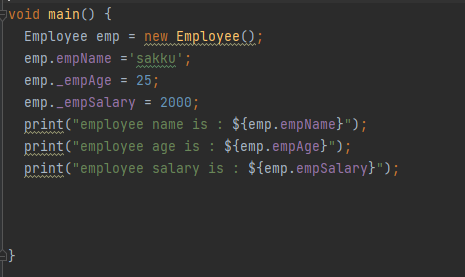 void main() {
Employee emp = new Employee();
emp.empName ='sakku';
emp._empAge = 25;
emp._empSalary = 2000;
print("employee name is : ${emp.empName}");
print("employee age is : ${emp.empAge}");
print("employee salary is : ${emp.empSalary}");
}